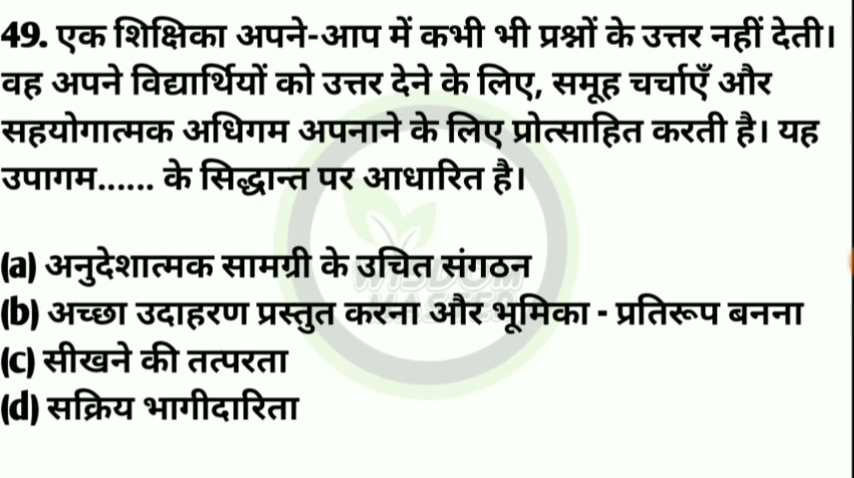 49. एक शिक्षिका अपने-आप में कभी भी प्रश्नों के उत्तर नहीं देती।
वह अपने विद्यार्थियों को उत्तर देने के लिए, समूह चर्चाएँ और
सहयोगात्मक अधिगम अपनाने के लिए प्रोत्साहित करती है। यह
उपागम...... के सिद्धान्त पर आधारित है।
(a) अनुदेशात्मक सामग्री के उचित संगठन
(b) अच्छा उदाहरण प्रस्तुत करना और भूमिका - प्रतिरूप बनना
(c) सीखने की तत्परता
(d) सक्रिय भागीदारिता
WISDOM
MASTER